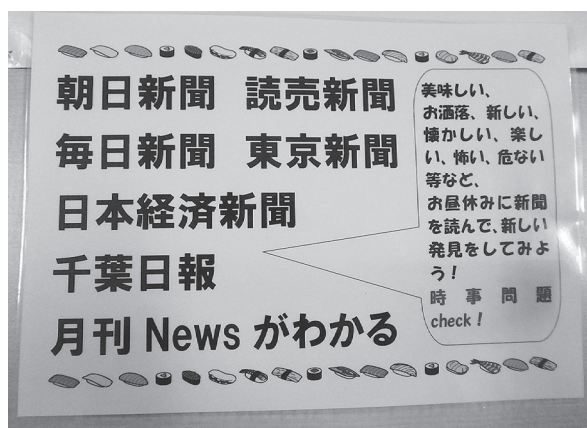 朝日新聞　読売新聞
毎日新聞　東京新聞
日本経済新聞
千葉日報
月刊 News がわかる
美味しい、
お洒落、新しい、
懐かしい、楽し
い、怖い、危ない
等など、
お昼休みに新聞
を読んで、新しい
発見をしてみよ
う！
時事問題
check！